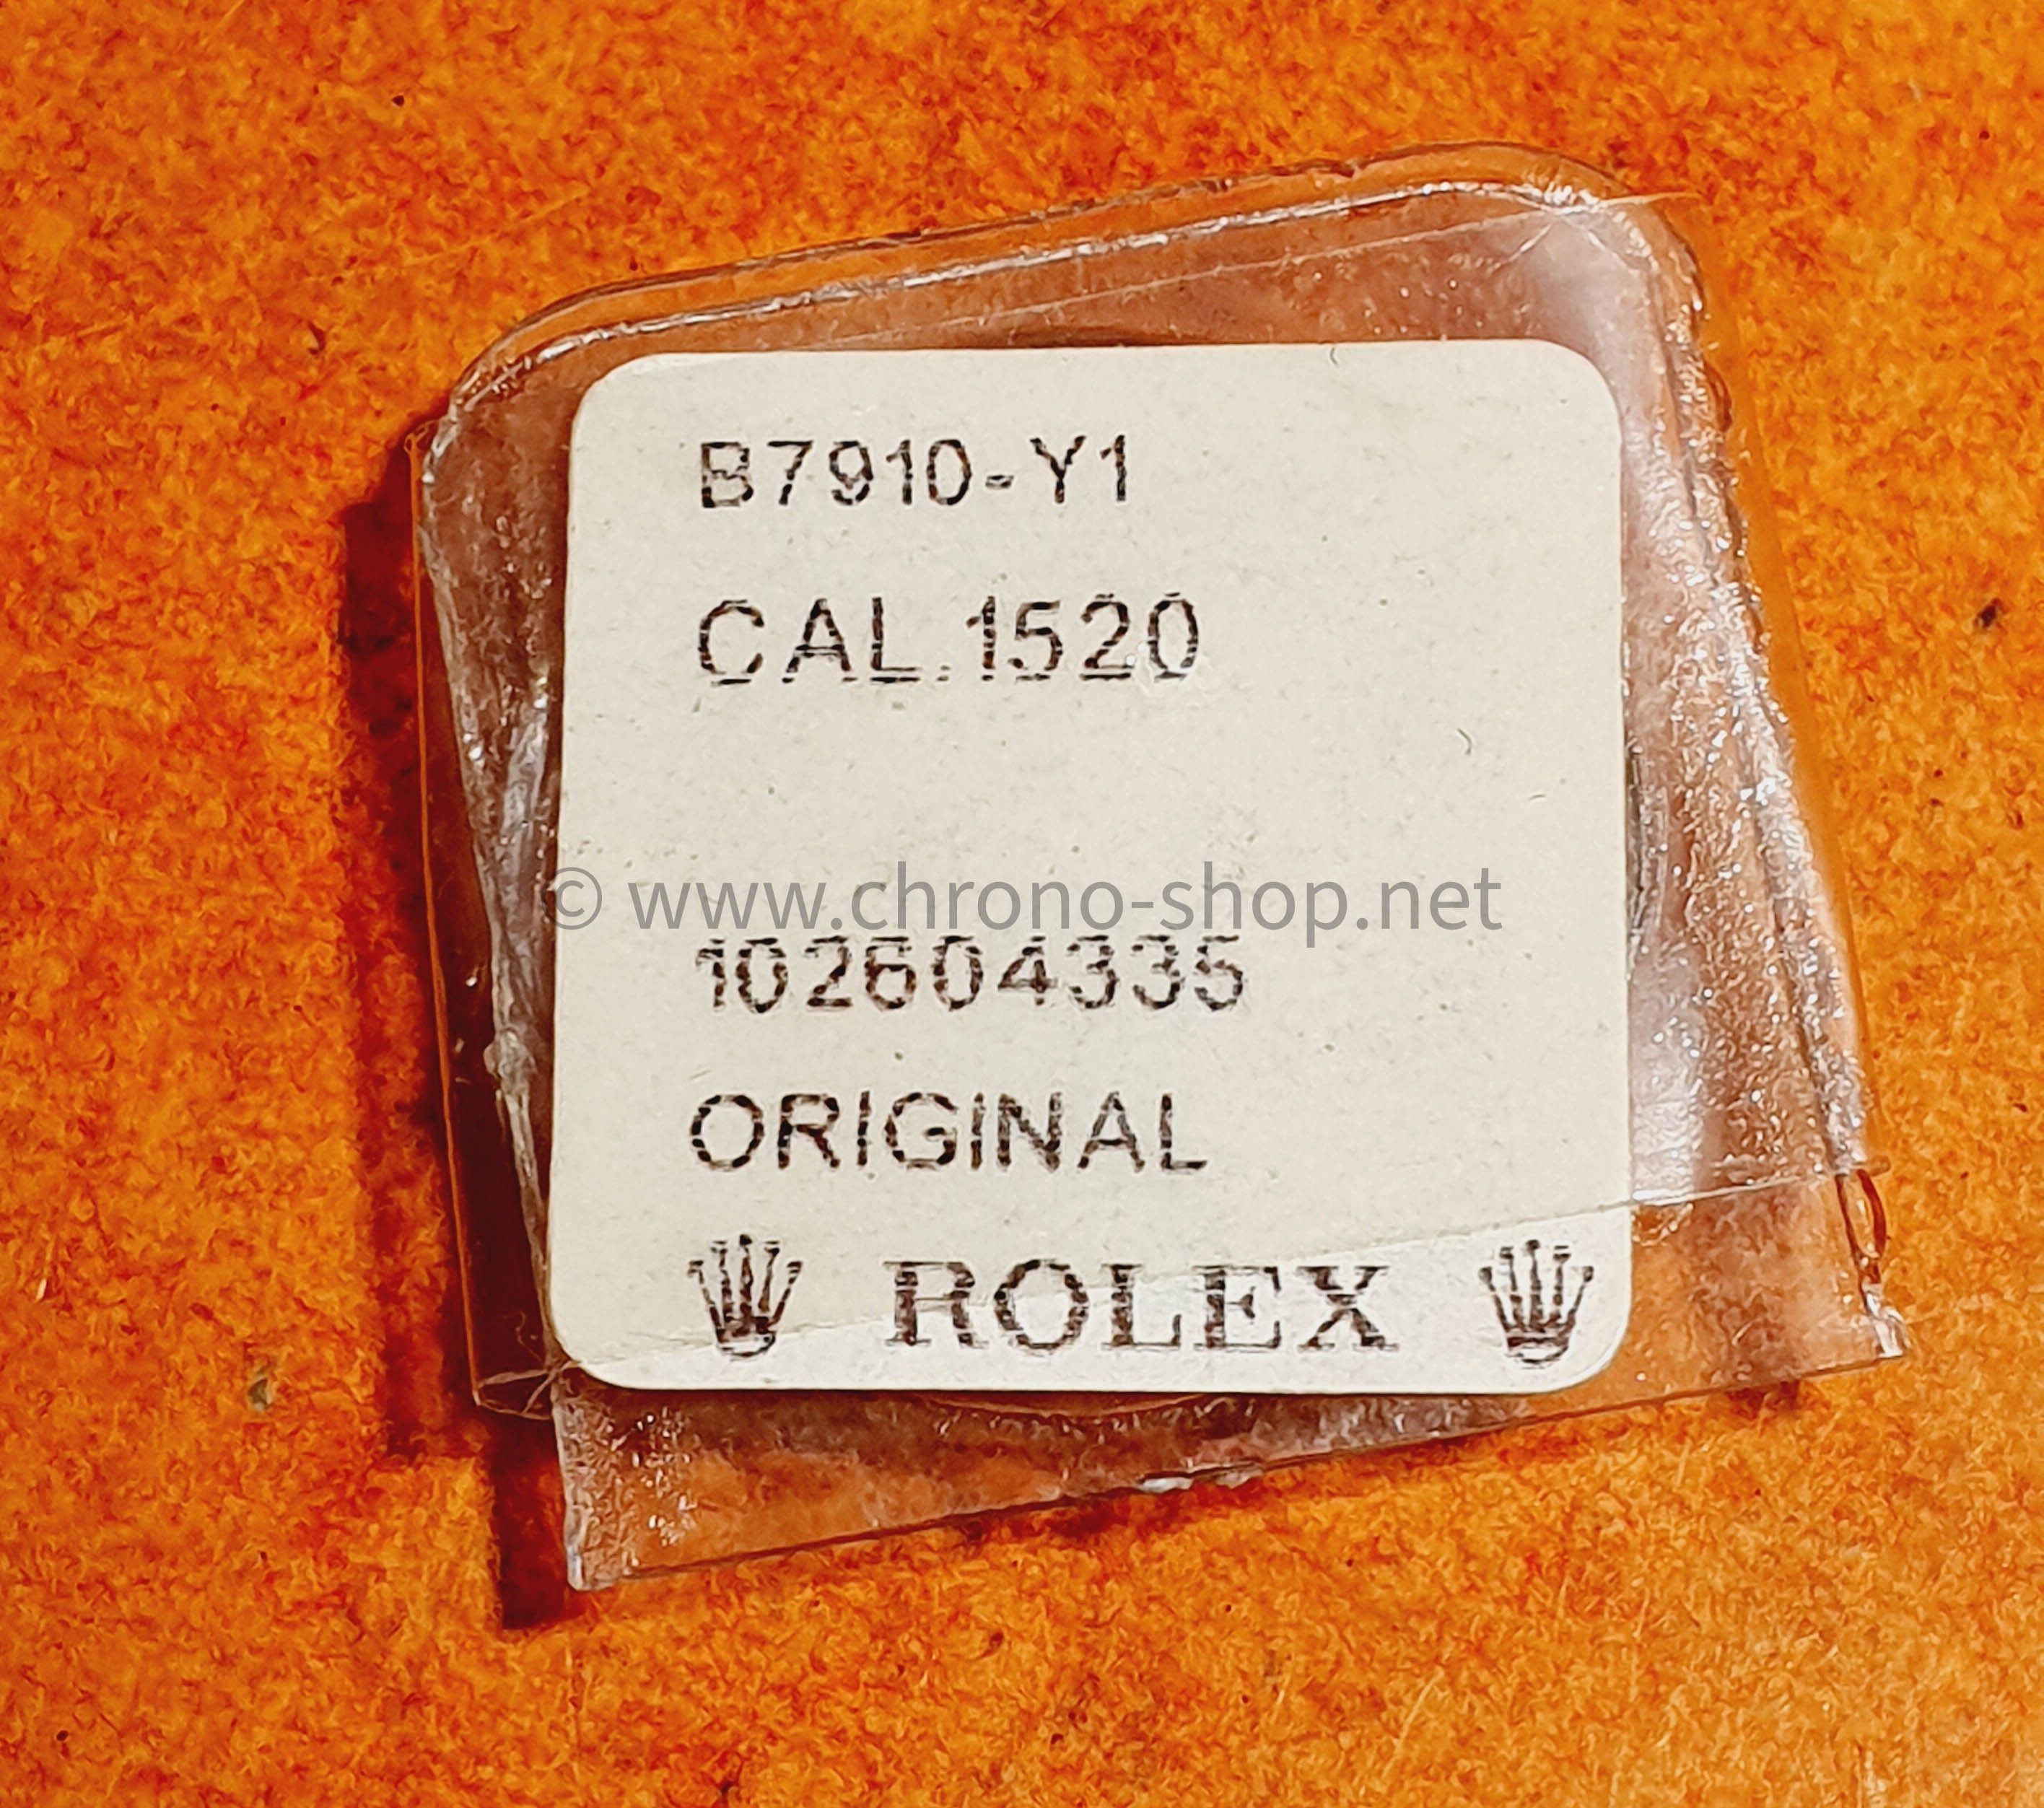 B7910-Y1
CAL.1520
© www.chrono-shop.net
102604335
ORIGINAL
ROLEX